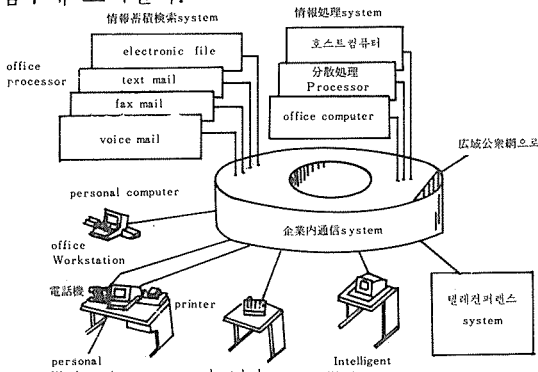 情報蓄積検索system
情報処理system
electronic file
text mail
fax mail
voice mail
office
processor
호스트컴퓨터
分散処理
Processor
office computer
広域公衆網으로
企業内通信system
personal computer
office
Workstation
電話機
printer
텔레컨퍼런스
system
personal
Intelligent